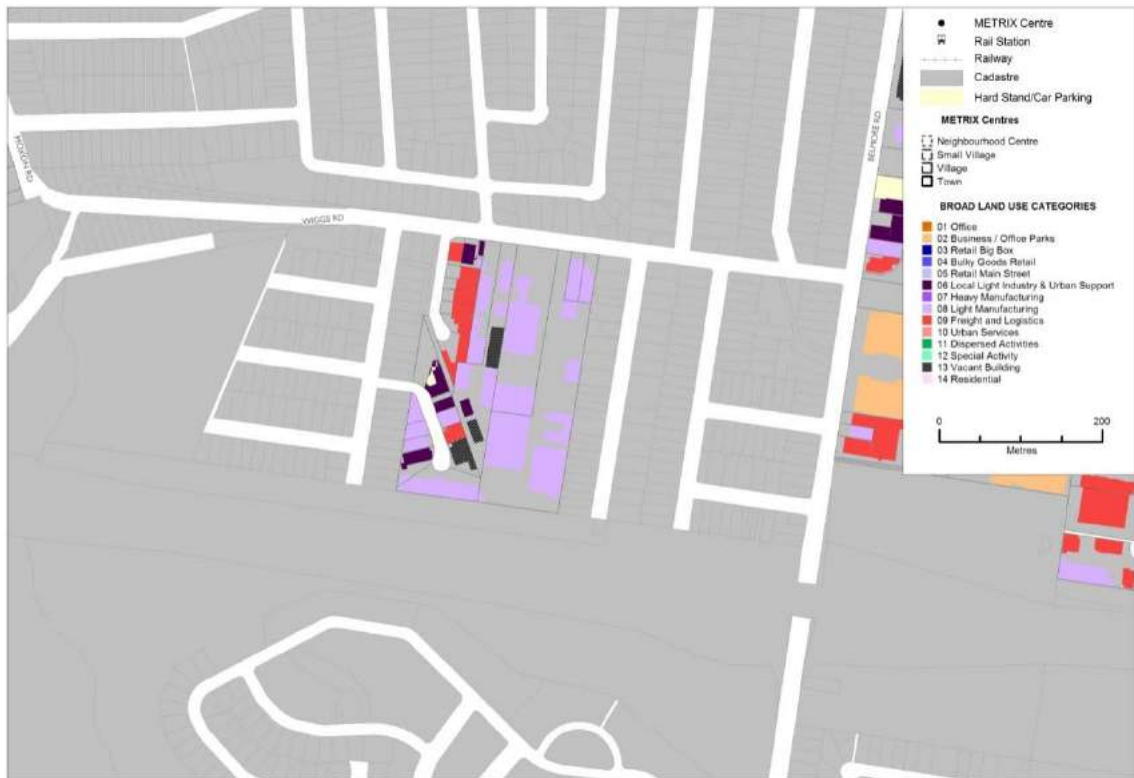 METRIX Centre
Rail Station
Railway
Cadastre
Hard Stand/Car Parking
METRIX Centres
Neighbourhood Centre
Small Village
Village
Town
BROAD LAND USE CATEGORIES
01 Office
02 Business / Office Parks
03 Retail Big Box
04 Bulky Goods Retail
05 Retail Main Street
06 Local Light Industry & Urban Support
07 Heavy Manufacturing
08 Light Manufacturing
09 Freight and Logistics
10 Urban Services
11 Dispersed Activities
12 Special Activity
13 Vacant Building
14 Residential
0 200
Metres
BELMORE RD
MOXON RD
WIGGS RD